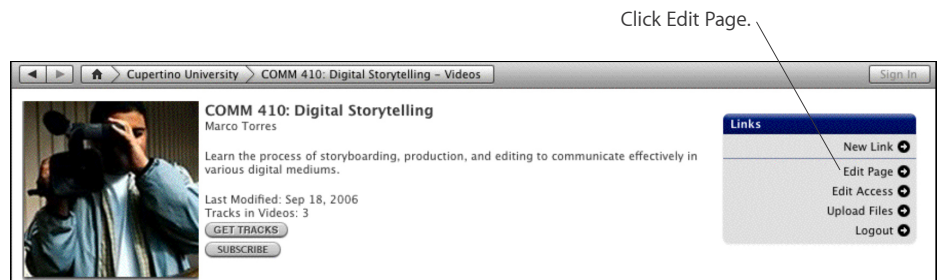 Click Edit Page.
Cupertino University COMM 410: Digital Storytelling – Videos Sign In
COMM 410: Digital Storytelling
Marco Torres
Learn the process of storyboarding, production, and editing to communicate effectively in
various digital mediums.
Last Modified: Sep 18, 2006
Tracks in Videos: 3
GET TRACKS
SUBSCRIBE
Links
New Link
Edit Page
Edit Access
Upload Files
Logout